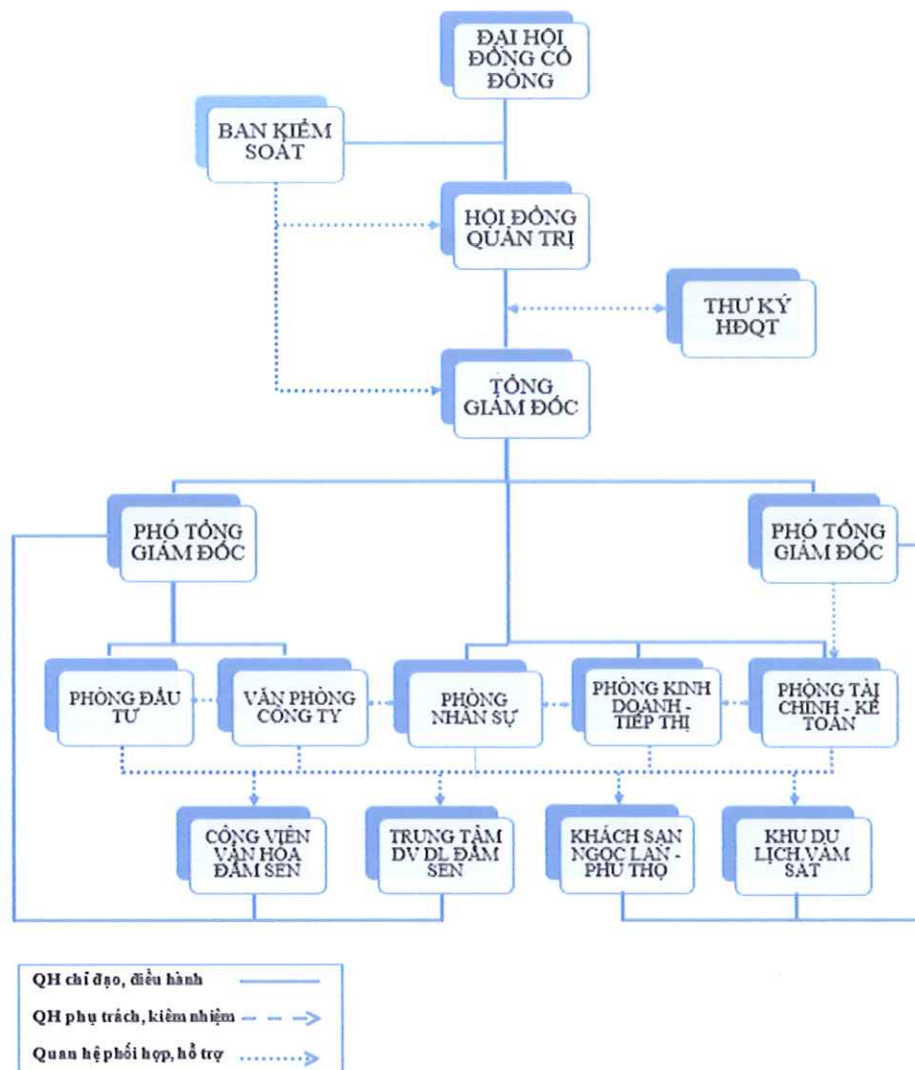 ĐẠI HỘI
ĐỒNG CỔ
ĐÔNG
BAN KIỂM
SOÁT
HỘI ĐỒNG
QUẢN TRỊ
THƯ KÝ
HĐQT
TỔNG
GIÁM ĐỐC
PHÓ TỔNG
GIÁM ĐỐC
PHÓ TỔNG
GIÁM ĐỐC
PHÒNG ĐẦU
TƯ
VĂN PHÒNG
CÔNG TY
PHÒNG
NHÂN SỰ
PHÒNG KINH
DOANH -
TIẾP THỊ
PHÒNG TÀI
CHÍNH - KẾ
TOÁN
CÔNG VIÊN
VĂN HÓA
ĐẦM SEN
TRUNG TÂM
DV DL ĐẦM
SEN
KHÁCH SẠN
NGỌC LAN -
PHÚ THỌ
KHU DU
LỊCH VÀM
SÁT
QH chỉ đạo, điều hành
QH phụ trách, kiêm nhiệm
Quan hệ phối hợp, hỗ trợ